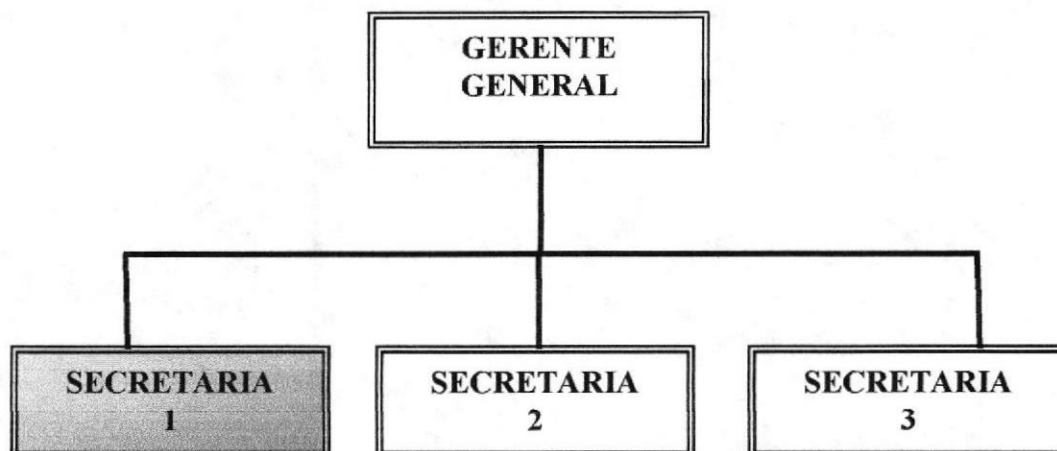 GERENTE
GENERAL
SECRETARIA
1
SECRETARIA
2
SECRETARIA
3